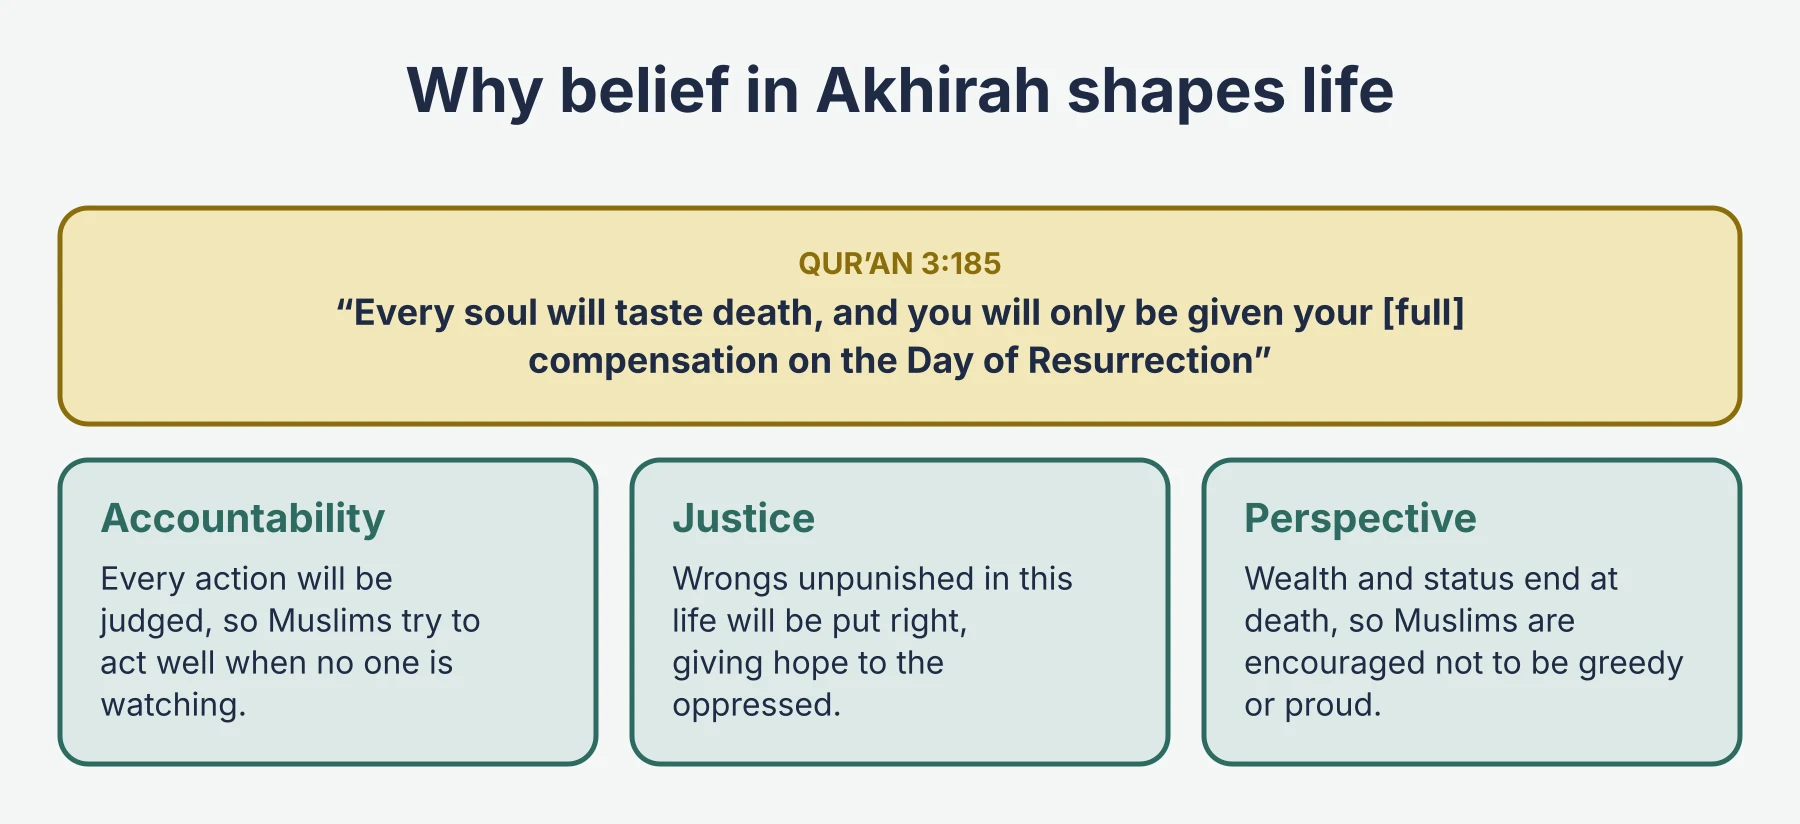 Why belief in Akhirah shapes life
QUR’AN 3:185
“Every soul will taste death, and you will only be given your [full]
compensation on the Day of Resurrection”
Accountability
Every action will be
judged, so Muslims try to
act well when no one is
watching.
Justice
Wrongs unpunished in this
life will be put right,
giving hope to the
oppressed.
Perspective
Wealth and status end at
death, so Muslims are
encouraged not to be greedy
or proud.